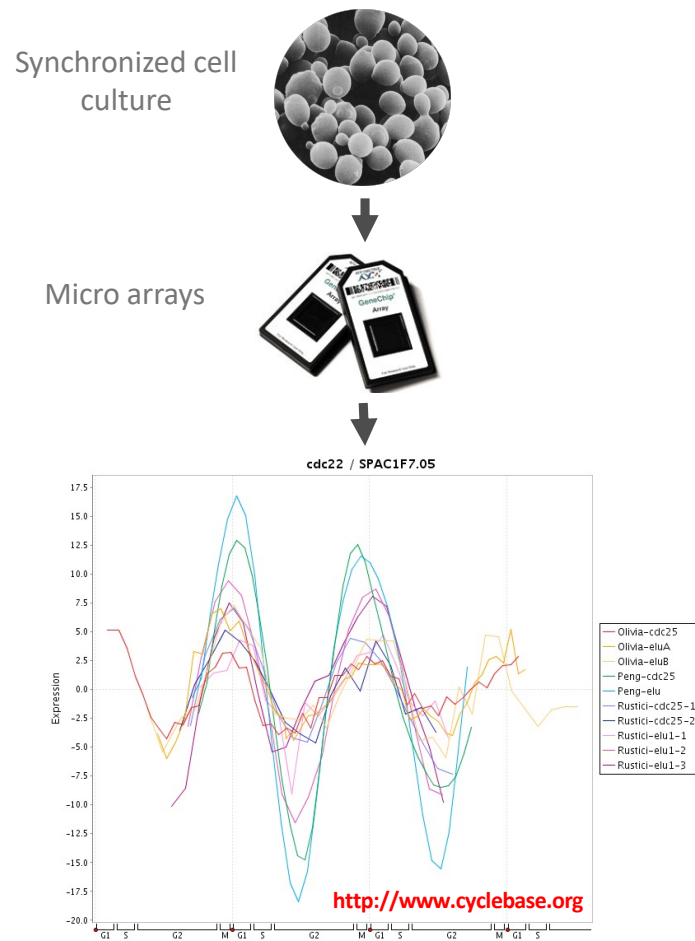 Synchronized cell
culture
Micro arrays
GeneChip®
Array
GeneChip®
Array
cdc22 / SPAC1F7.05
17.5
15.0
12.5
10.0
7.5
5.0
2.5
0.0
-2.5
-5.0
-7.5
-10.0
-12.5
-15.0
-17.5
-20.0
Expression
Olivia-cdc25
Olivia-eluA
Olivia-eluB
Peng-cdc25
Peng-elu
Rustici-cdc25-1
Rustici-cdc25-2
Rustici-elu1-1
Rustici-elu1-2
Rustici-elu1-3
http://www.cyclebase.org
G1 S G2 M G1 S G2 M G1 S G2 M G1 S